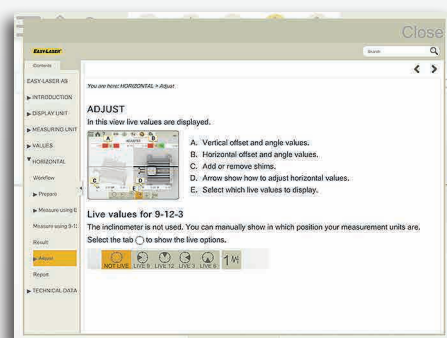 Close
EASY-LASER
Search
Contents
EASY-LASER AB
INTRODUCTION
DISPLAY UNIT
MEASURING UNIT
VALUES
HORIZONTAL
Workflow
Prepare
Measure using E
Measure using 9-12
Result
Adjust
Report
TECHNICAL DATA
You are here: HORIZONTAL > Adjust
ADJUST
In this view live values are displayed.
A
B
C
D
E
A. Vertical offset and angle values.
B. Horizontal offset and angle values.
C. Add or remove shims.
D. Arrow show how to adjust horizontal values.
E. Select which live values to display.
Live values for 9-12-3
The inclinometer is not used. You can manually show in which position your measurement units are.
Select the tab to show the live options.
NOT LIVE LIVE 6 LIVE 12 LIVE 3 LIVE 9